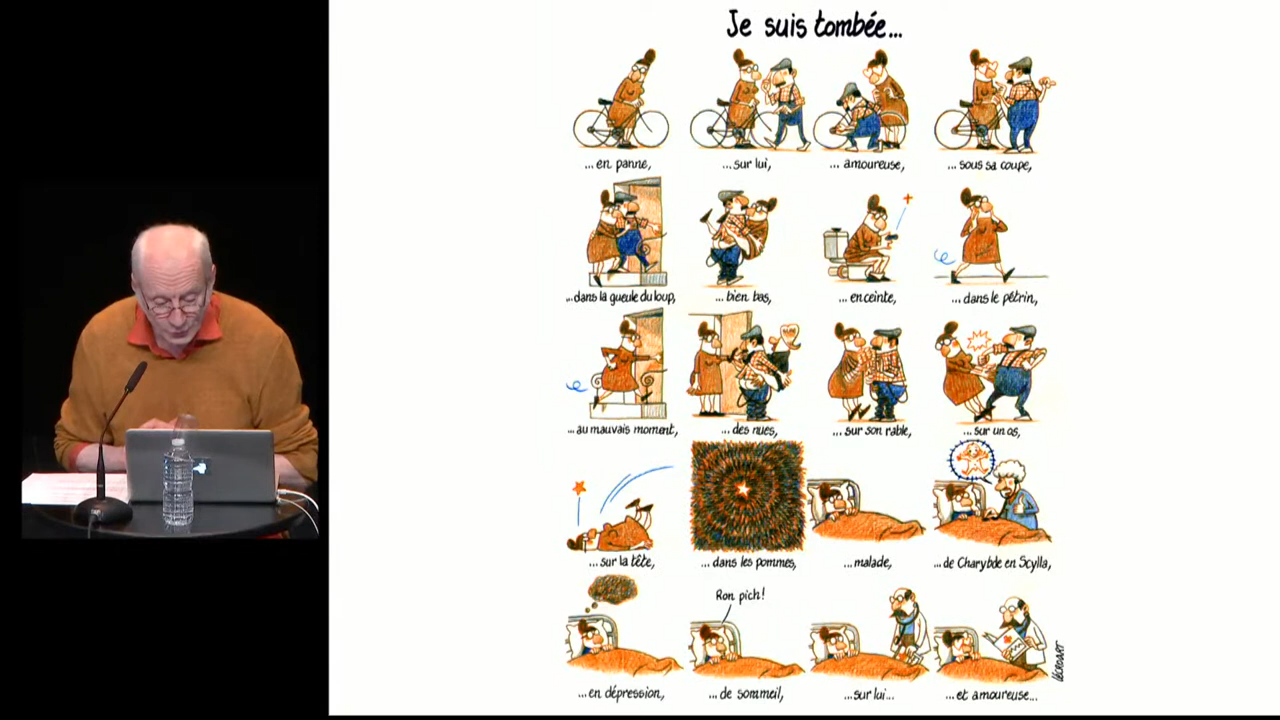 Je suis tombée...
...en panne,
...sur lui,
...amoureuse,
...sous sa coupe,
...dans la gueule du loup,
...bien bas,
...enceinte,
...dans le pétrin,
...au mauvais moment,
...des nues,
...sur son rable,
...sur un os,
...sur la tête,
...dans les pommes,
...malade,
...de Charybde en Scylla,
Ron pich!
...en dépression,
...de sommeil,
...sur lui...
...et amoureuse...
LÉCROART